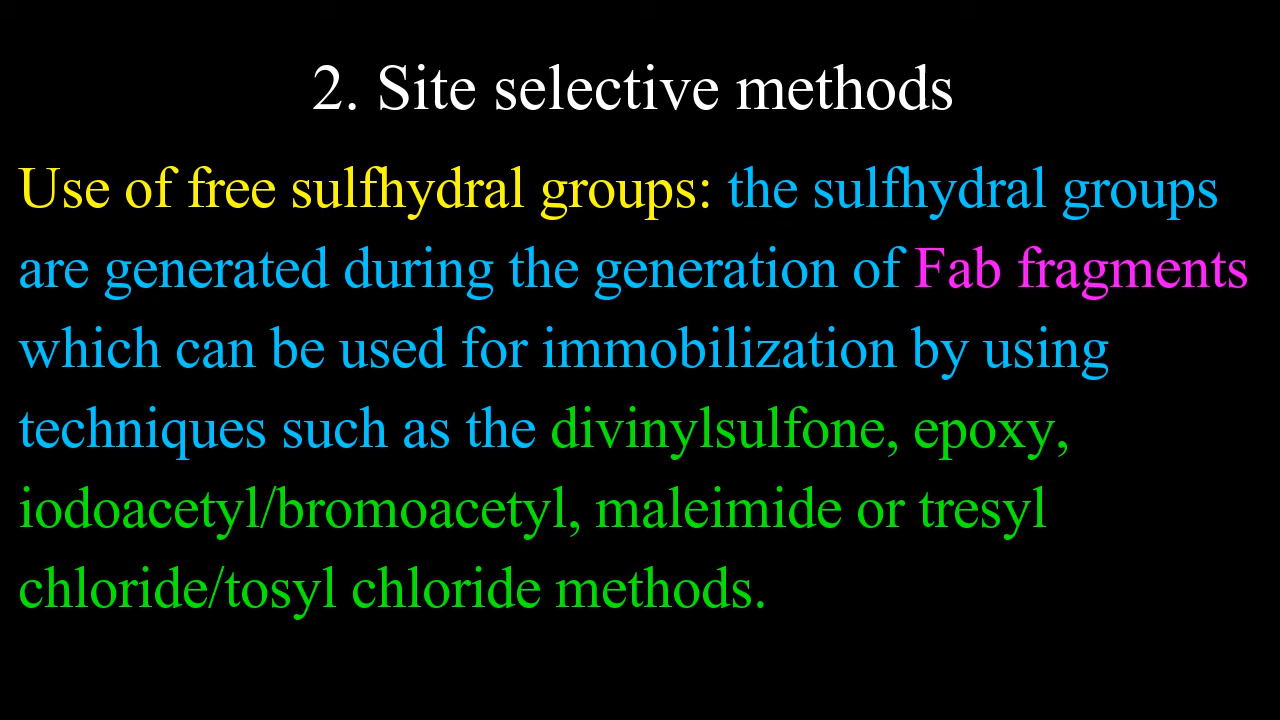 2. Site selective methods
Use of free sulfhydral groups: the sulfhydral groups
are generated during the generation of Fab fragments
which can be used for immobilization by using
techniques such as the divinylsulfone, epoxy,
iodoacetyl/bromoacetyl, maleimide or tresyl
chloride/tosyl chloride methods.